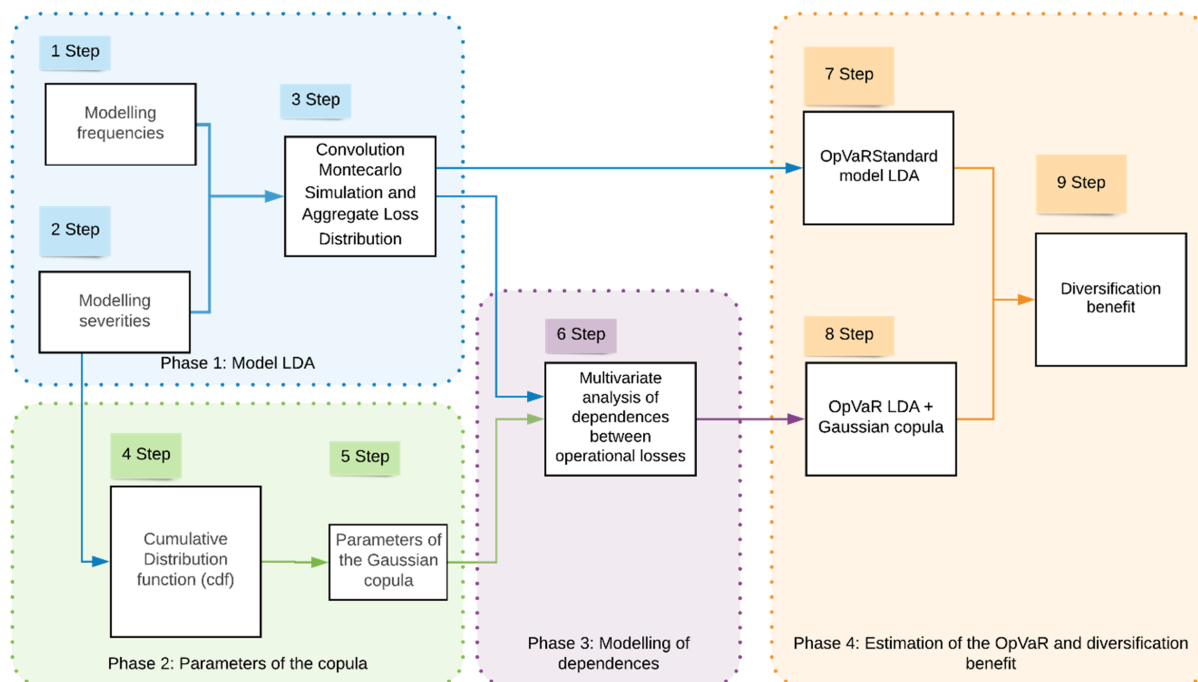 1 Step
Modelling
frequencies
2 Step
Modelling
severities
3 Step
Convolution
Montecarlo
Simulation and
Aggregate Loss
Distribution
Phase 1: Model LDA
4 Step
Cumulative
Distribution
function (cdf)
5 Step
Parameters of
the Gaussian
copula
Phase 2: Parameters of the copula
6 Step
Multivariate
analysis of
dependences
between
operational losses
Phase 3: Modelling of
dependences
7 Step
OpVaRStandard
model LDA
8 Step
OpVaR LDA +
Gaussian copula
9 Step
Diversification
benefit
Phase 4: Estimation of the OpVaR and diversification
benefit